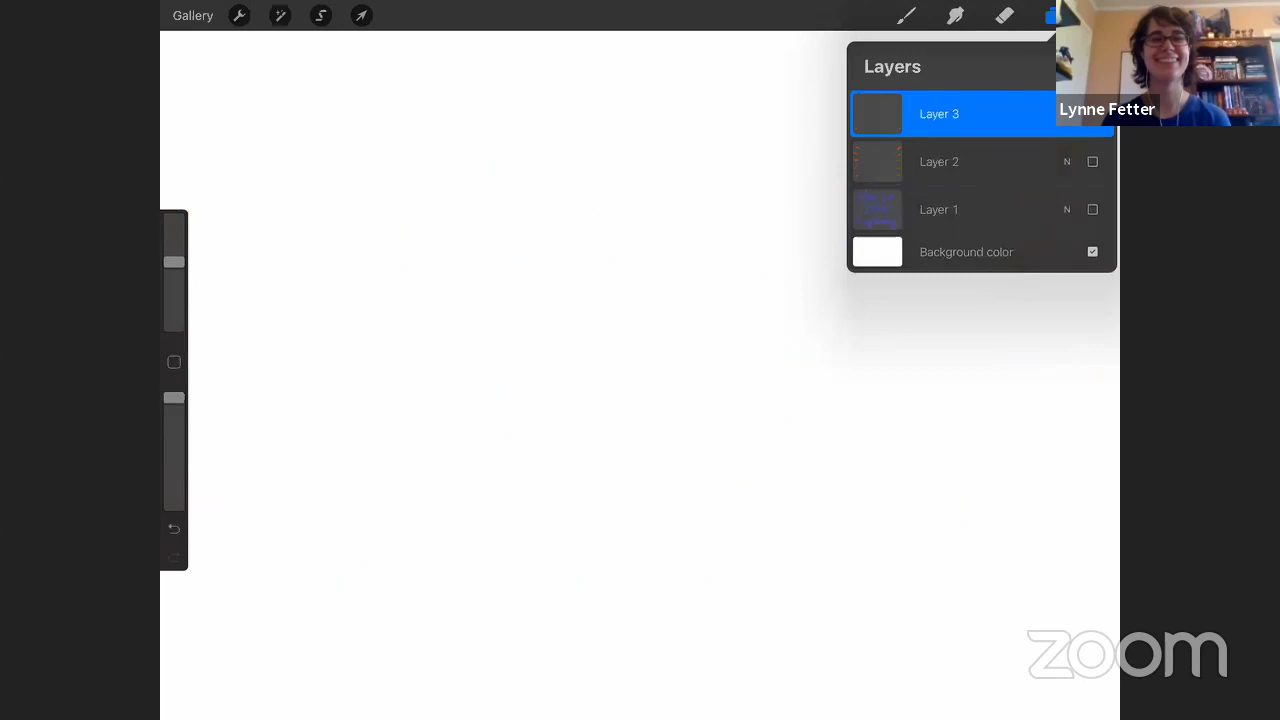 Gallery
Layers
Lynne Fetter
Layer 3
Layer 2 N
Layer 1 N
Background color
zoom